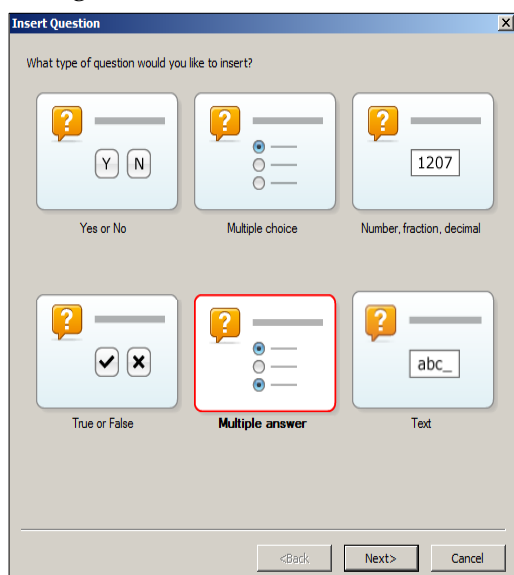 Insert Question
What type of question would you like to insert?
? Y N
?
? 1207
Yes or No Multiple choice Number, fraction, decimal
?
?
? abc_
True or False Multiple answer Text
<Back Next> Cancel